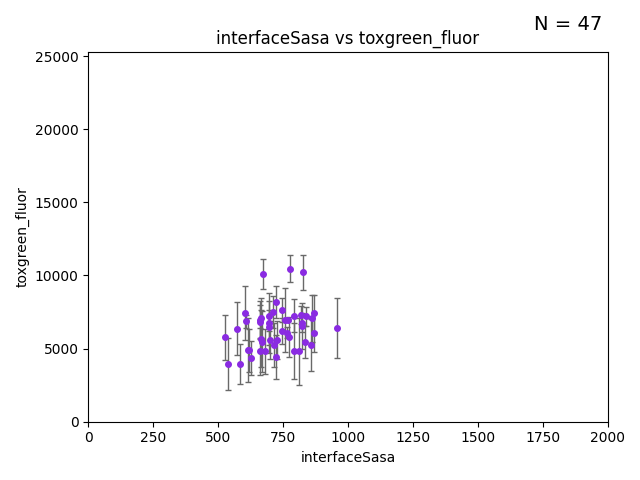 N = 47
interfaceSasa vs toxgreen_fluor
25000
20000
15000
10000
5000
0
toxgreen_fluor
0 250 500 750 1000 1250 1500 1750 2000
interfaceSasa